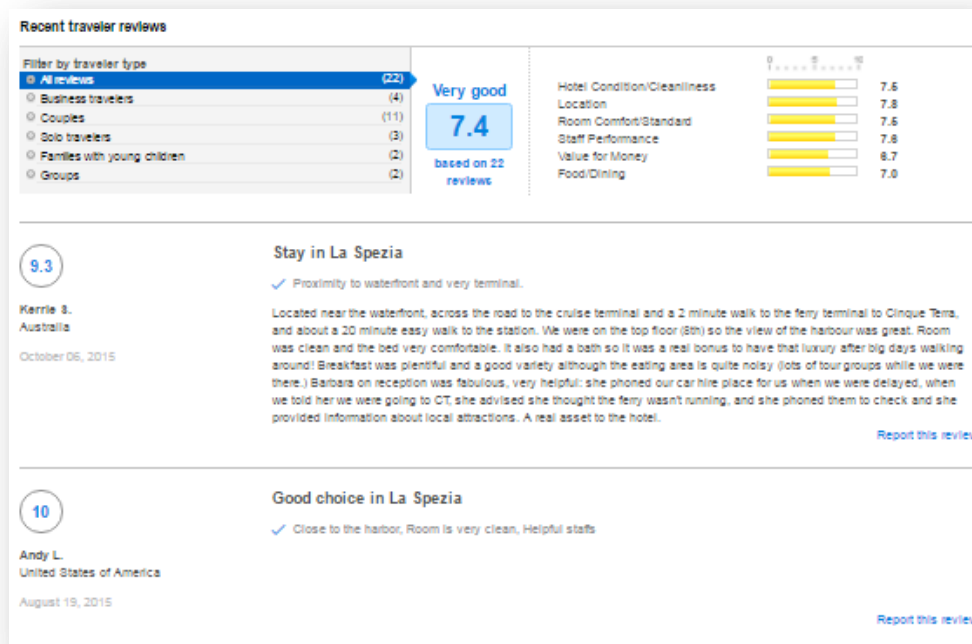 Recent traveler reviews
Filter by traveler type
All reviews (22)
Business travelers (4)
Couples (11)
Solo travelers (3)
Families with young children (2)
Groups (2)
Very good
7.4
based on 22
reviews
0 5 10
Hotel Condition/Cleanliness 7.5
Location 7.8
Room Comfort/Standard 7.5
Staff Performance 7.6
Value for Money 6.7
Food/Dining 7.0
9.3
Kerrie S.
Australia
October 06, 2015
Stay in La Spezia
Proximity to waterfront and very terminal.
Located near the waterfront, across the road to the cruise terminal and a 2 minute walk to the ferry terminal to Cinque Terra,
and about a 20 minute easy walk to the station. We were on the top floor (8th) so the view of the harbour was great. Room
was clean and the bed very comfortable. It also had a bath so it was a real bonus to have that luxury after big days walking
around! Breakfast was plentiful and a good variety although the eating area is quite noisy (lots of tour groups while we were
there.) Barbara on reception was fabulous, very helpful: she phoned our car hire place for us when we were delayed, when
we told her we were going to CT, she advised she thought the ferry wasn't running, and she phoned them to check and she
provided information about local attractions. A real asset to the hotel.
Report this review
10
Andy L.
United States of America
August 19, 2015
Good choice in La Spezia
Close to the harbor, Room is very clean, Helpful staffs
Report this review